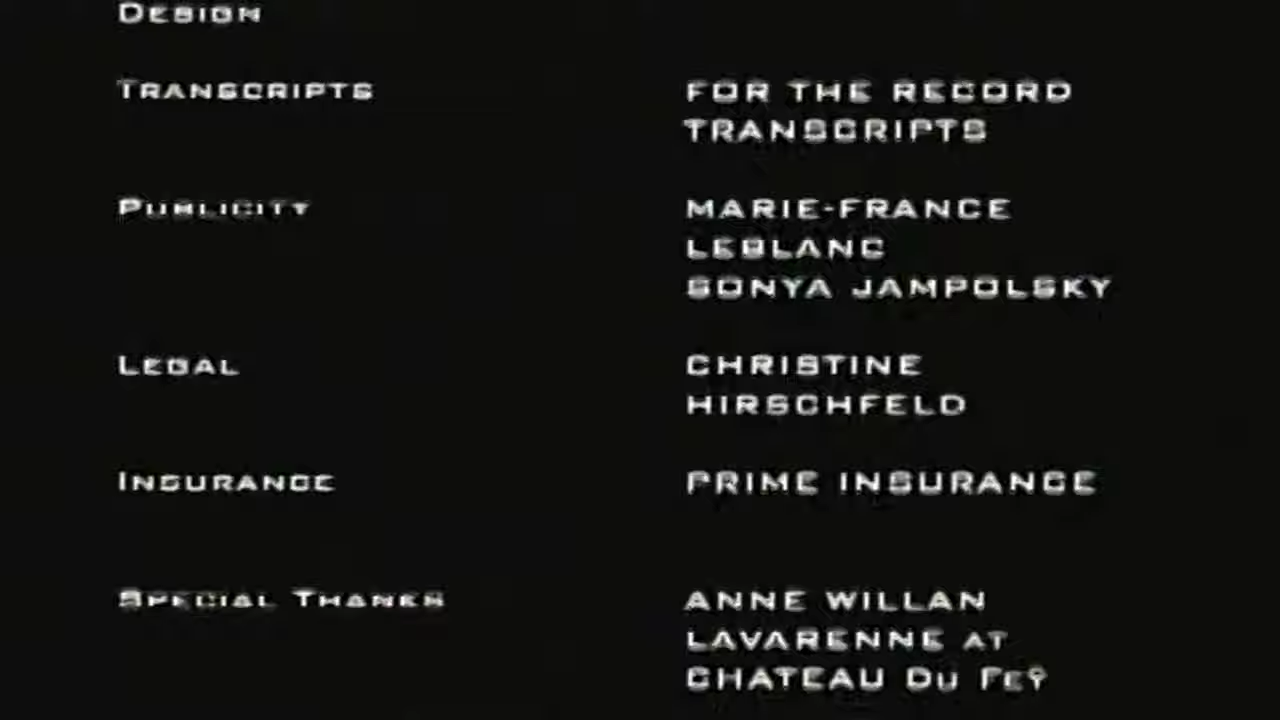 DESIGN
TRANSCRIPTS FOR THE RECORD
TRANSCRIPTS
PUBLICITY MARIE-FRANCE
LEBLANC
SONYA JAMPOLSKY
LEGAL CHRISTINE
HIRSCHFELD
INSURANCE PRIME INSURANCE
SPECIAL THANKS ANNE WILLAN
LAVARENNE AT
CHATEAU DU FEŸ